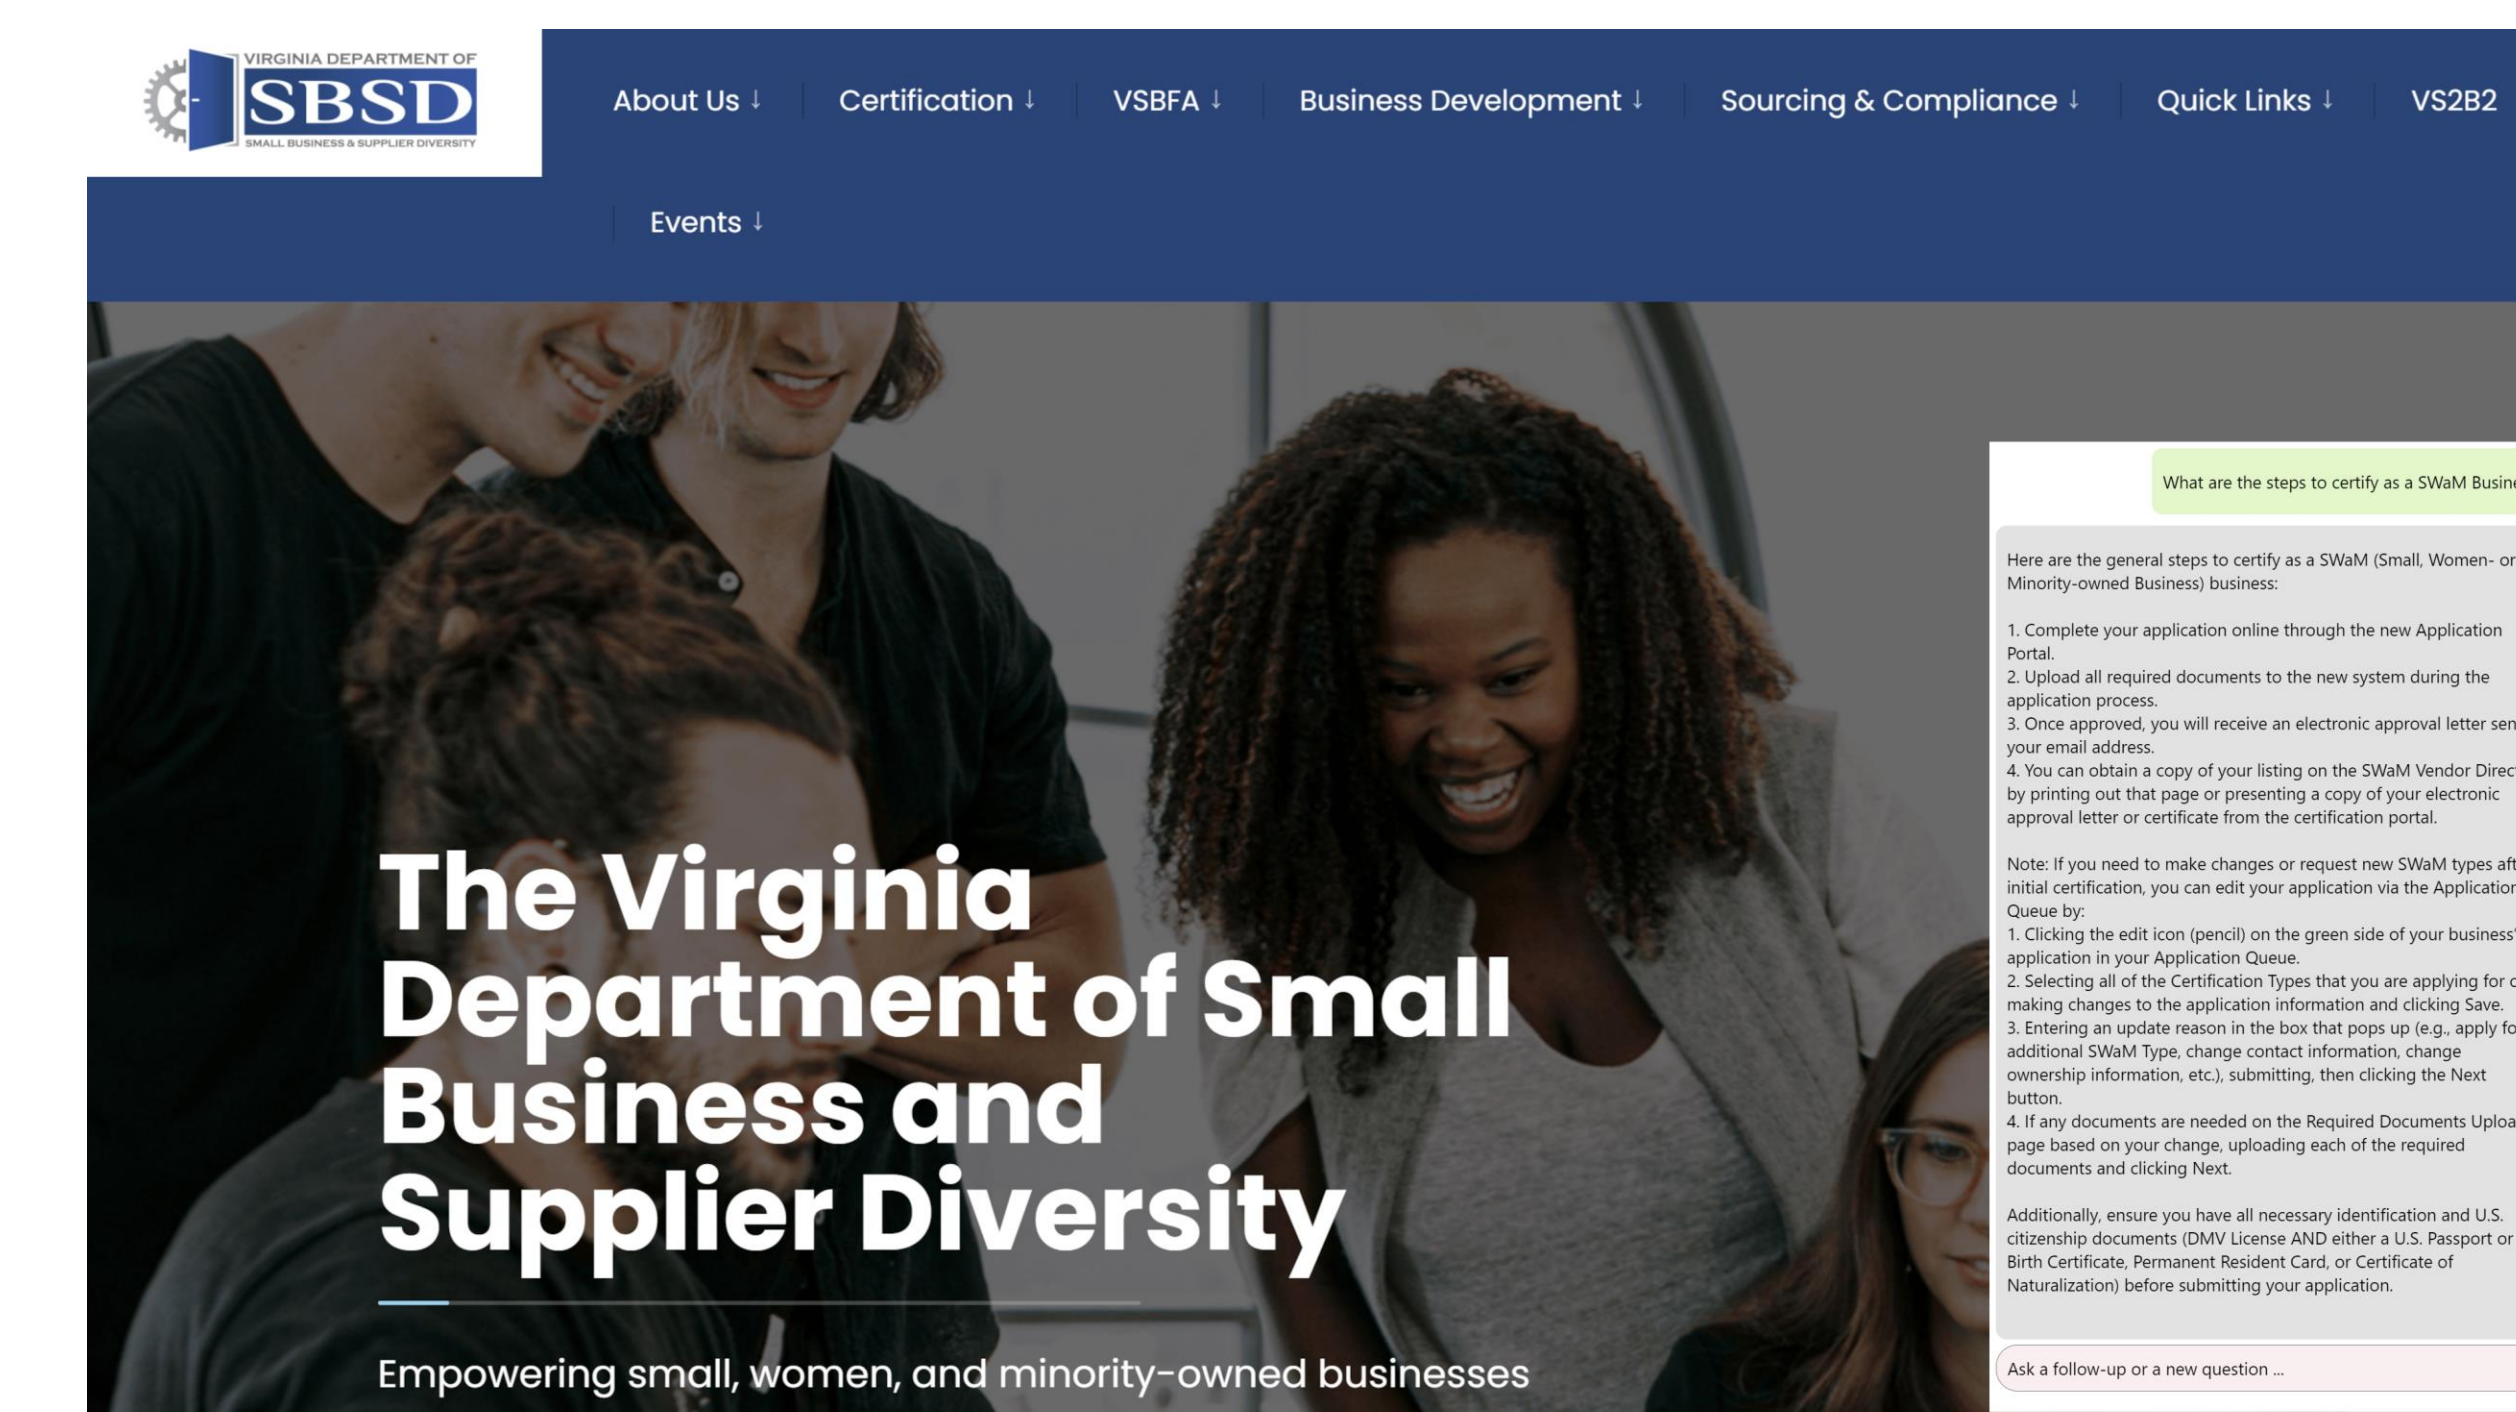 VIRGINIA DEPARTMENT OF
SBSD
SMALL BUSINESS & SUPPLIER DIVERSITY
About Us ↓
Certification ↓
VSBFA ↓
Business Development ↓
Sourcing & Compliance ↓
Quick Links ↓
VS2B2
Events ↓
The Virginia
Department of Small
Business and
Supplier Diversity
Empowering small, women, and minority-owned businesses
What are the steps to certify as a SWaM
Here are the general steps to certify as a SWaM (Small, Women- or
Minority-owned Business) business:
1. Complete your application online through the new Application
Portal.
2. Upload all required documents to the new system during the
application process.
3. Once approved, you will receive an electronic approval letter
your email address.
4. You can obtain a copy of your listing on the SWaM Vendor
by printing out that page or presenting a copy of your electronic
approval letter or certificate from the certification portal.
Note: If you need to make changes or request new SWaM types
initial certification, you can edit your application via the Application
Queue by:
1. Clicking the edit icon (pencil) on the green side of your business'
application in your Application Queue.
2. Selecting all of the Certification Types that you are applying for
making changes to the application information and clicking Save.
3. Entering an update reason in the box that pops up (e.g., apply
additional SWaM Type, change contact information, change
ownership information, etc.), submitting, then clicking the Next
button.
4. If any documents are needed on the Required Documents
page based on your change, uploading each of the required
documents and clicking Next.
Additionally, ensure you have all necessary identification and U.S.
citizenship documents (DMV License AND either a U.S. Passport or
Birth Certificate, Permanent Resident Card, or Certificate of
Naturalization) before submitting your application.
Ask a follow-up or a new question ...